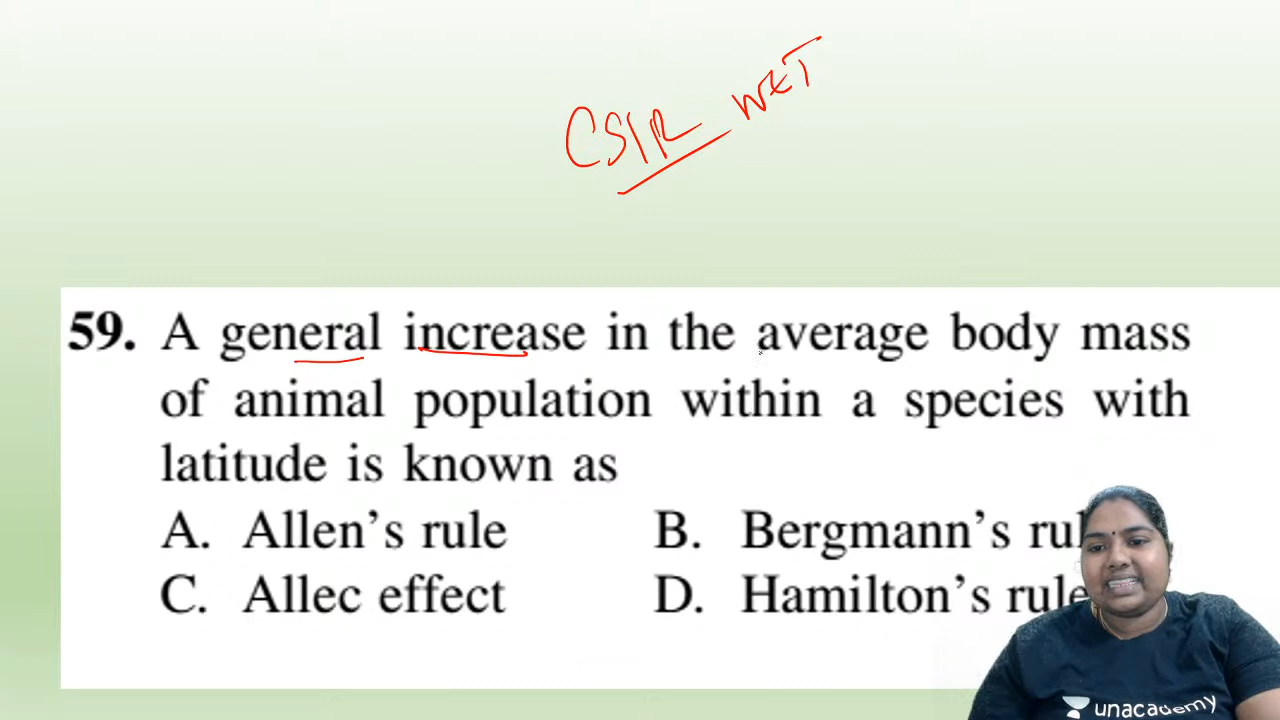 CSIR NET
59. A general increase in the average body mass
of animal population within a species with
latitude is known as
A. Allen's rule B. Bergmann's rul
C. Allec effect D. Hamilton's rule
unacademy